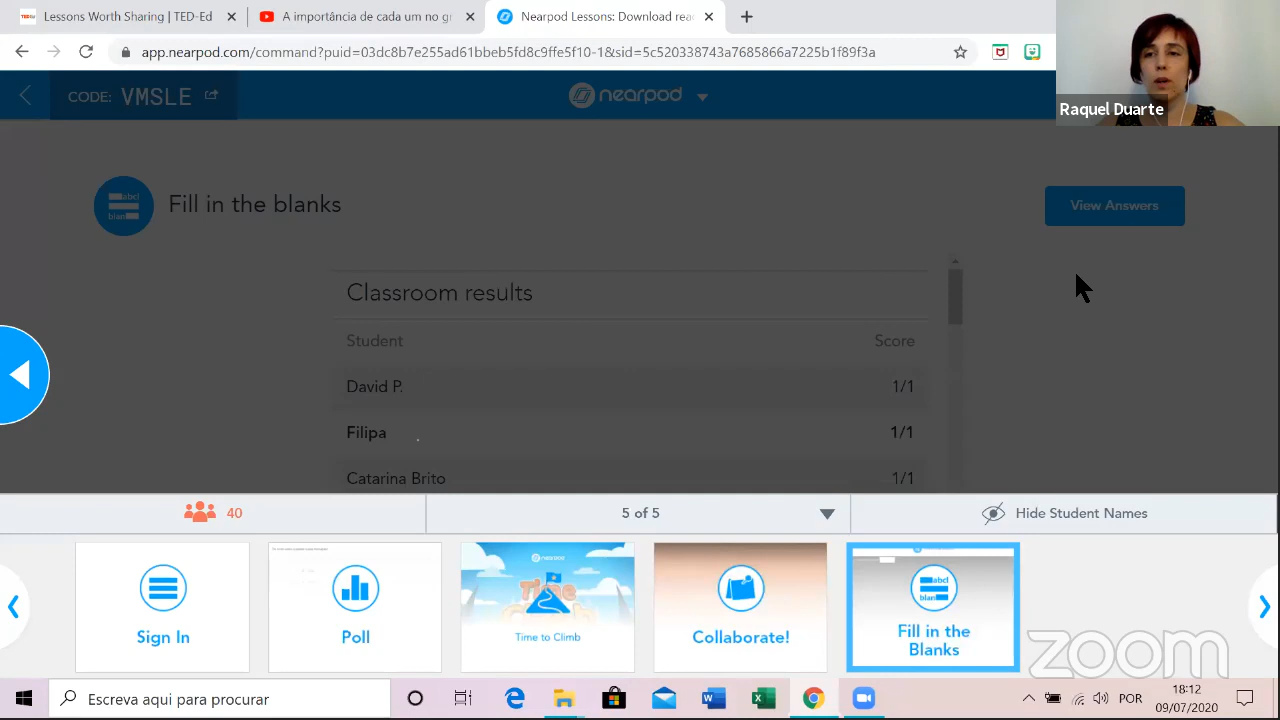 Lessons Worth Sharing | TED-Ed
A importância de cada um no gr
Nearpod Lessons: Download rea
app.nearpod.com/command?puid=03dc8b7e255ad61bbeb5fd8c9ffe5f10-1&sid=5c520338743a7685866a7225b1f89f3a
CODE: VMSLE
nearpod
Raquel Duarte
Fill in the blanks
View Answers
Classroom results
Student Score
David P. 1/1
Filipa 1/1
Catarina Brito 1/1
40
5 of 5
Hide Student Names
Sign In
Poll
nearpod
Time
Time to Climb
Collaborate!
abcl
blan
Fill in the
Blanks
zoom
Escreva aqui para procurar
POR
18:12
09/07/2020